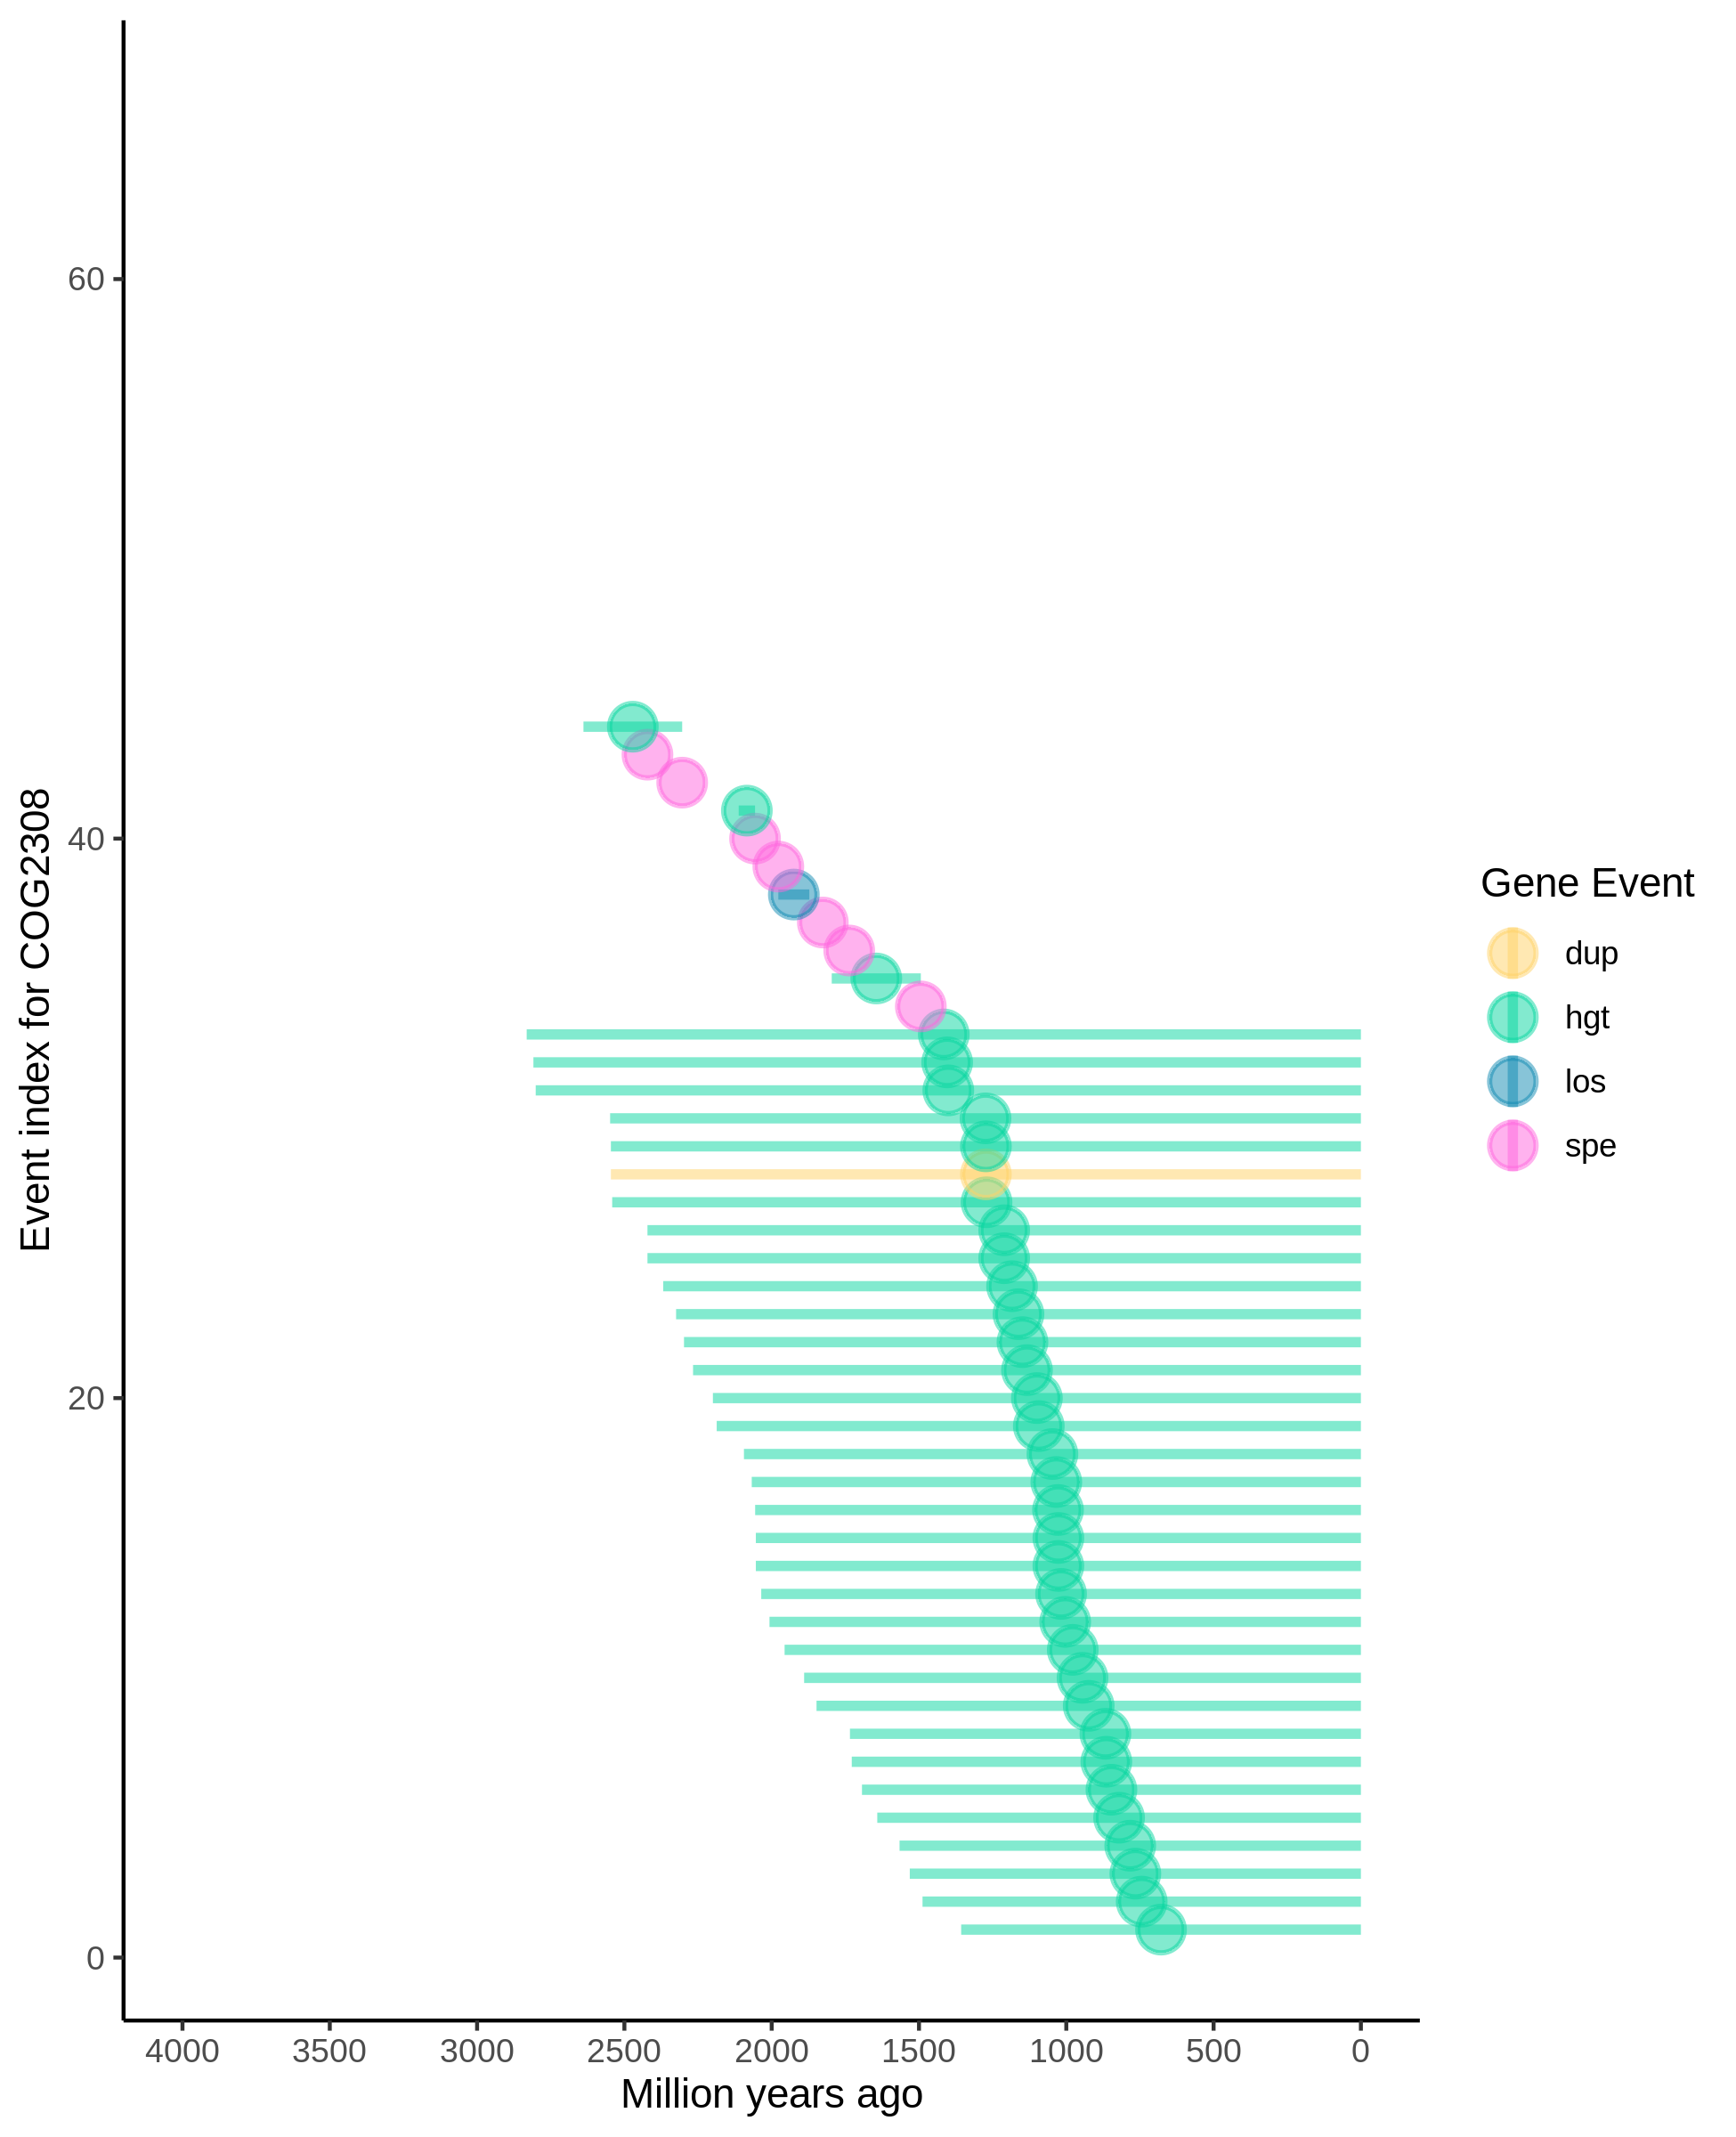 Event index for COG2308
60
40
20
0
4000 3500 3000 2500 2000 1500 1000 500 0
Million years ago
Gene Event
dup
hgt
los
spe